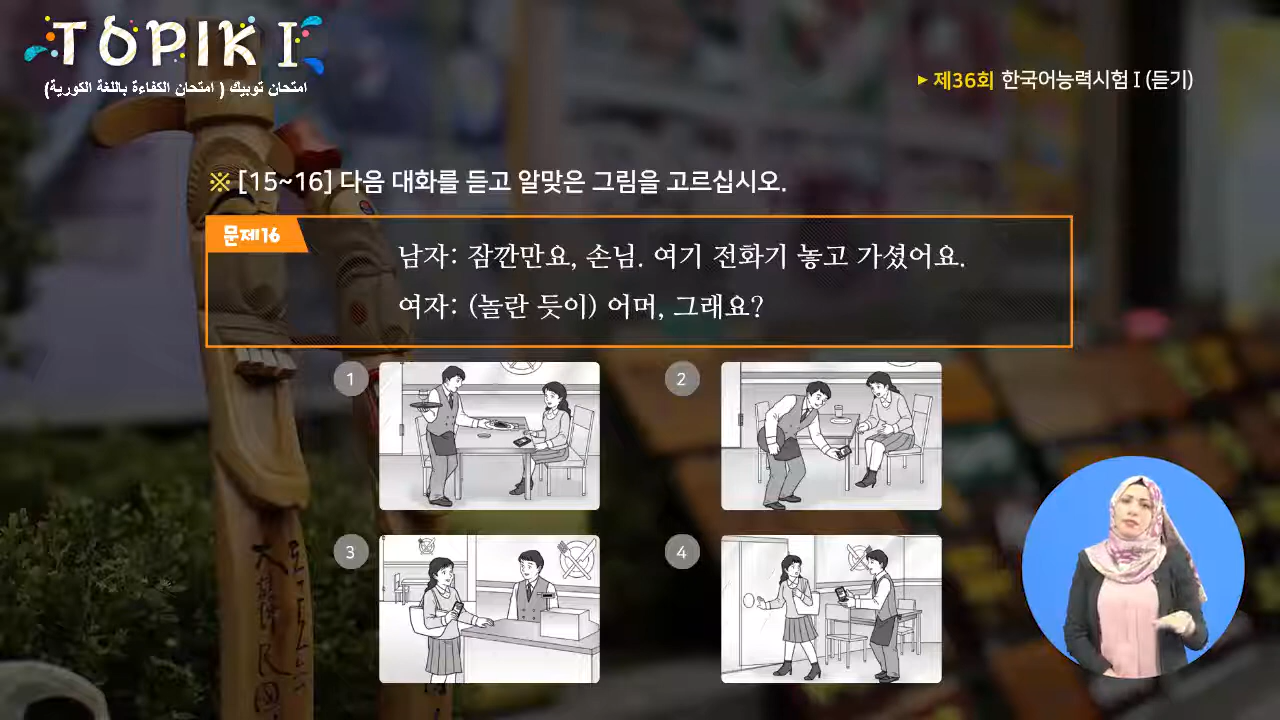 TOPIK I
امتحان توبيك ( امتحان الكفاءة باللغة الكورية)
▶ 제36회 한국어능력시험 I (듣기)
※ [15~16] 다음 대화를 듣고 알맞은 그림을 고르십시오.
문제16
남자: 잠깐만요, 손님. 여기 전화기 놓고 가셨어요.
여자: (놀란 듯이) 어머, 그래요?
1
2
3
4